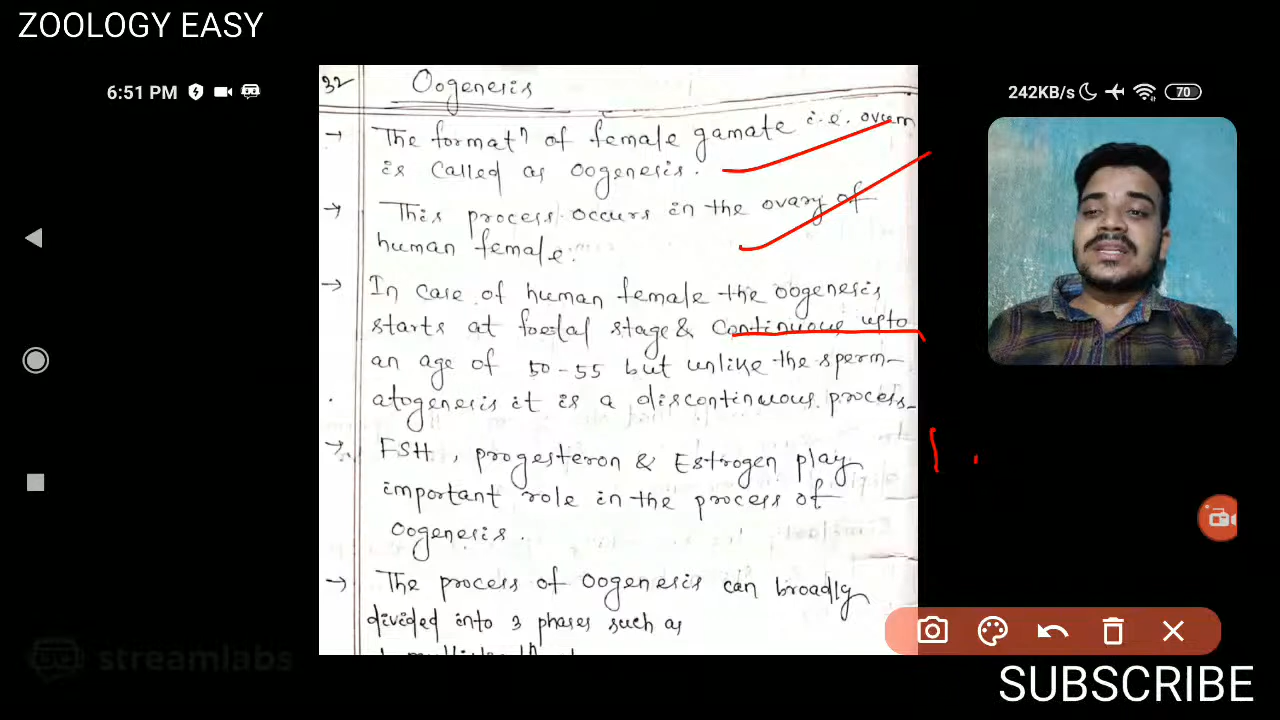 ZOOLOGY EASY
6:51 PM
242KB/s
70
32 Oogenesis
→ The format^n of female gamate i.e. ovum
is called as oogenesis.
→ This process occurs in the ovary of
human female.
→ In case of human female the oogenesis
starts at foetal stage & continuous upto
an age of 50-55 but unlike the sperm-
atogenesis it is a discontinuous process.
→ FSH, progesteron & Estrogen play
important role in the process of
oogenesis.
→ The process of oogenesis can broadly
divided into 3 phases such as
streamlabs
SUBSCRIBE